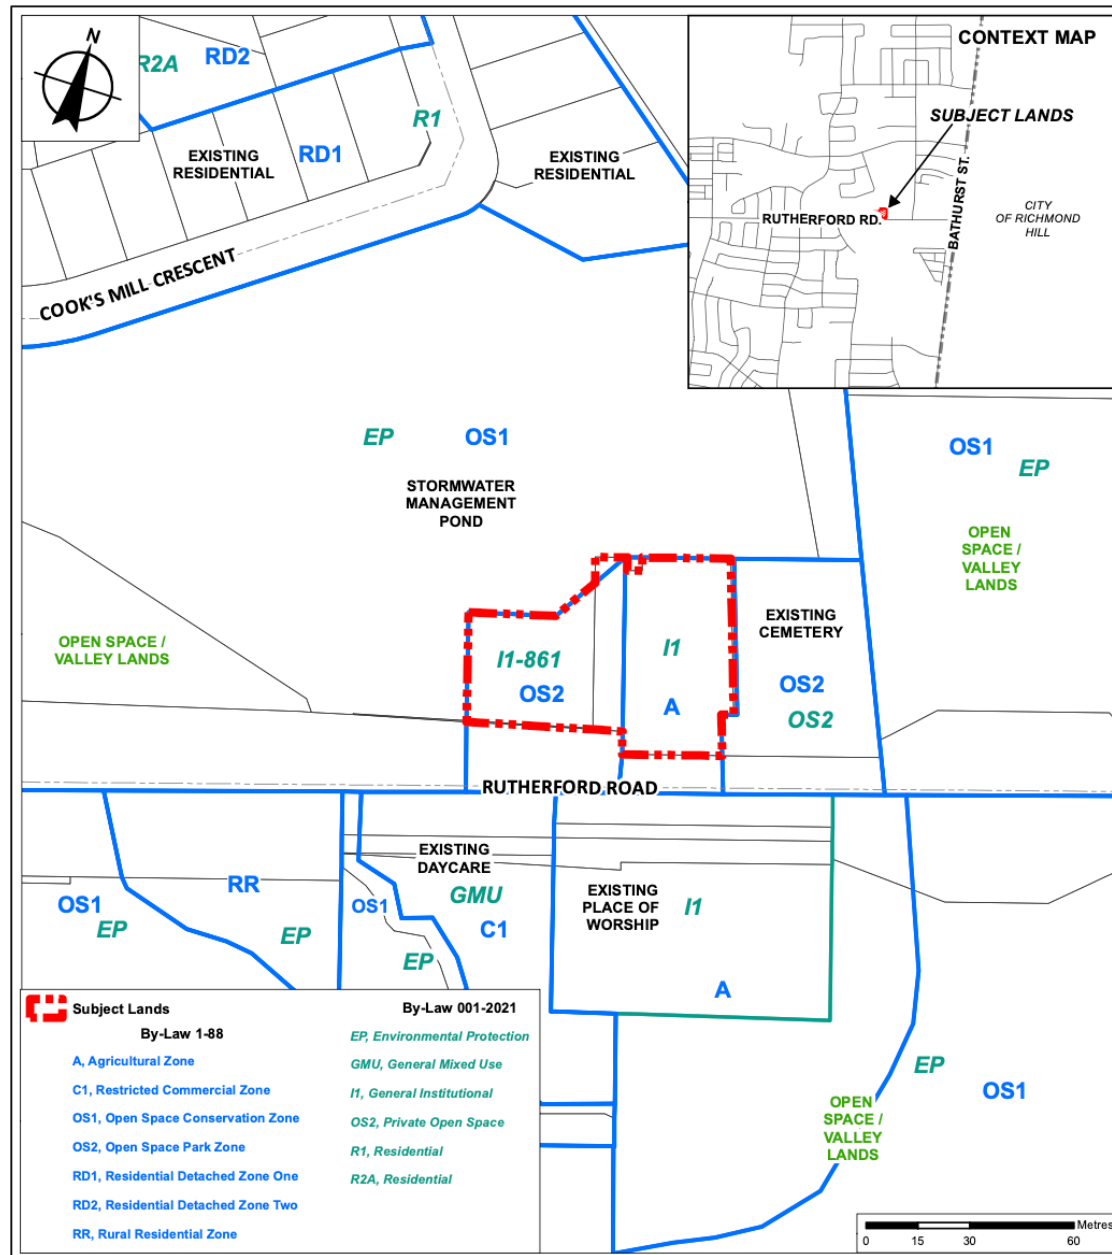 N
R2A
RD2
R1
EXISTING
RESIDENTIAL
RD1
EXISTING
RESIDENTIAL
COOK'S MILL CRESCENT
CONTEXT MAP
SUBJECT LANDS
RUTHERFORD RD.
BATHURST ST.
CITY
OF RICHMOND
HILL
EP
OS1
STORMWATER
MANAGEMENT
POND
OS1
EP
OPEN
SPACE /
VALLEY
LANDS
OPEN SPACE /
VALLEY LANDS
I1-861
OS2
I1
A
EXISTING
CEMETERY
OS2
OS2
RUTHERFORD ROAD
OS1
EP
RR
EP
OS1
EP
EXISTING
DAYCARE
GMU
C1
EXISTING
PLACE OF
WORSHIP
I1
A
EP
OS1
OPEN
SPACE /
VALLEY
LANDS
Subject Lands
By-Law 1-88
A, Agricultural Zone
C1, Restricted Commercial Zone
OS1, Open Space Conservation Zone
OS2, Open Space Park Zone
RD1, Residential Detached Zone One
RD2, Residential Detached Zone Two
RR, Rural Residential Zone
By-Law 001-2021
EP, Environmental Protection
GMU, General Mixed Use
I1, General Institutional
OS2, Private Open Space
R1, Residential
R2A, Residential
Metres
0 15 30 60